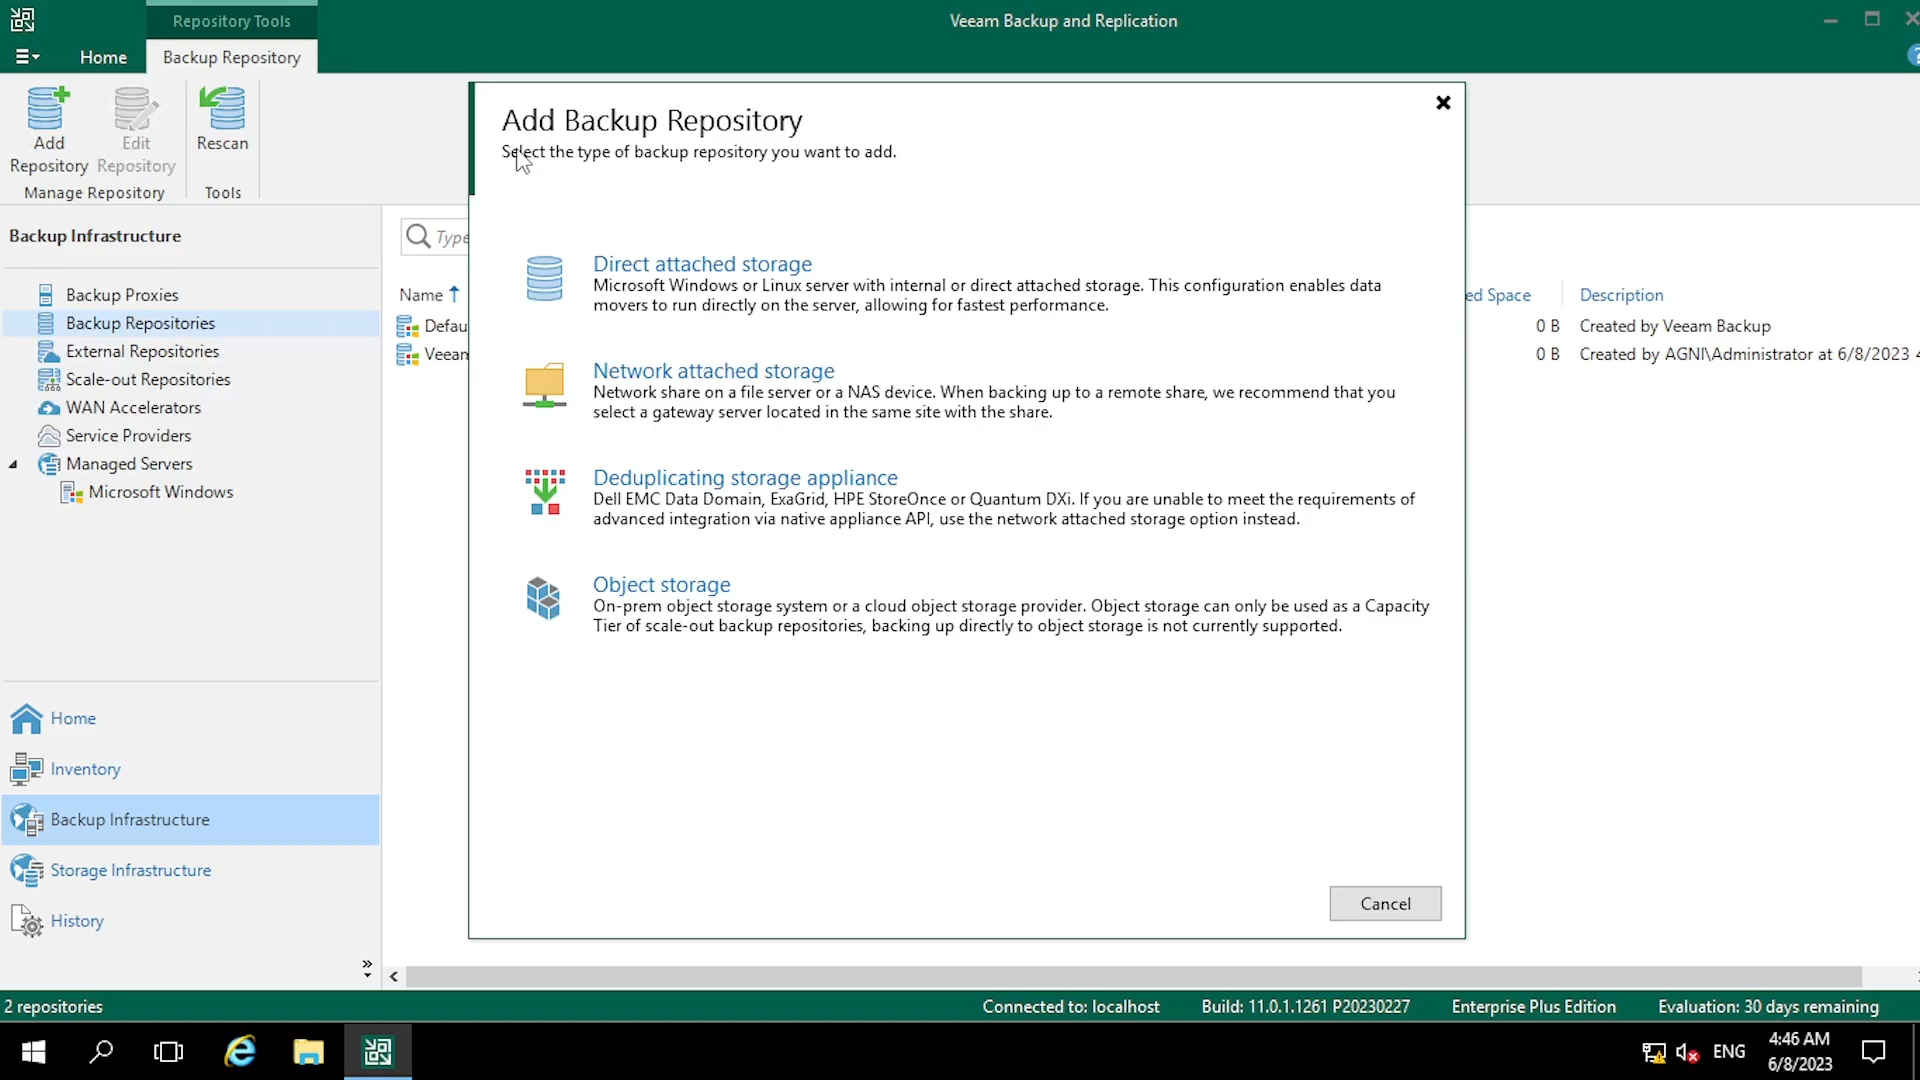 Repository Tools
Veeam Backup and Replication
Home
Backup Repository
Add Repository
Edit Repository
Rescan
Manage Repository
Tools
Backup Infrastructure
Backup Proxies
Backup Repositories
External Repositories
Scale-out Repositories
WAN Accelerators
Service Providers
Managed Servers
Microsoft Windows
Home
Inventory
Backup Infrastructure
Storage Infrastructure
History
Type
Name
Defau
Veeam
ed Space
Description
0 B
Created by Veeam Backup
0 B
Created by AGNI\Administrator at 6/8/2023
Add Backup Repository
Select the type of backup repository you want to add.
Direct attached storage
Microsoft Windows or Linux server with internal or direct attached storage. This configuration enables data
movers to run directly on the server, allowing for fastest performance.
Network attached storage
Network share on a file server or a NAS device. When backing up to a remote share, we recommend that you
select a gateway server located in the same site with the share.
Deduplicating storage appliance
Dell EMC Data Domain, ExaGrid, HPE StoreOnce or Quantum DXi. If you are unable to meet the requirements of
advanced integration via native appliance API, use the network attached storage option instead.
Object storage
On-prem object storage system or a cloud object storage provider. Object storage can only be used as a Capacity
Tier of scale-out backup repositories, backing up directly to object storage is not currently supported.
Cancel
2 repositories
Connected to: localhost
Build: 11.0.1.1261 P20230227
Enterprise Plus Edition
Evaluation: 30 days remaining
ENG
4:46 AM
6/8/2023